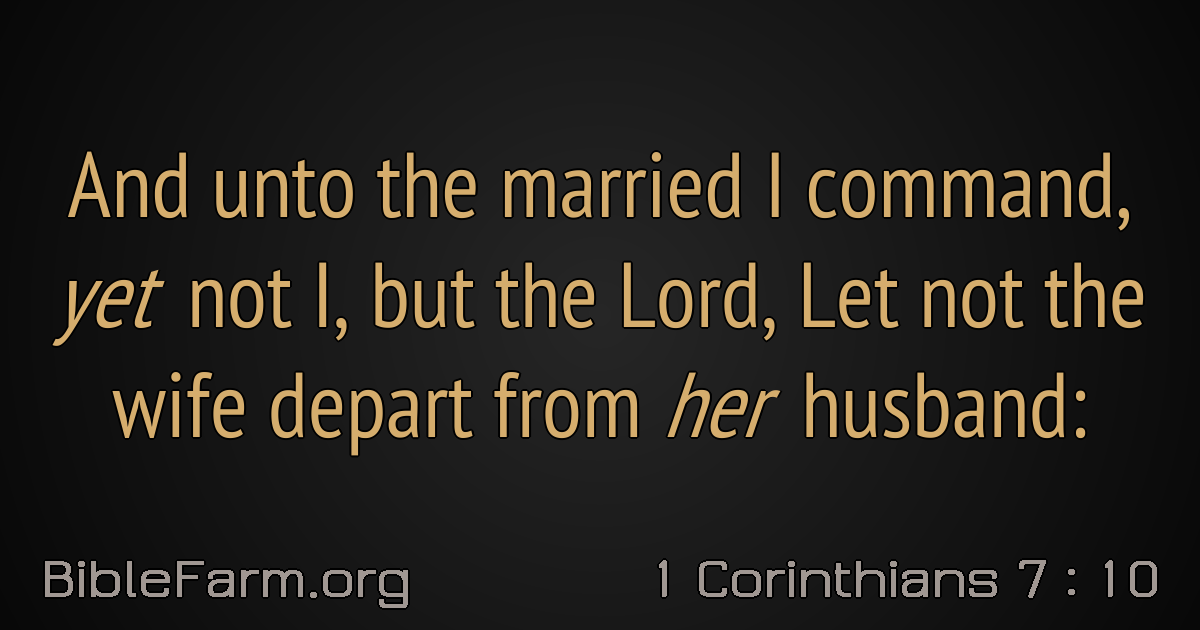 And unto the married I command,
yet not I, but the Lord, Let not the
wife depart from her husband:
BibleFarm.org
1 Corinthians 7 : 10